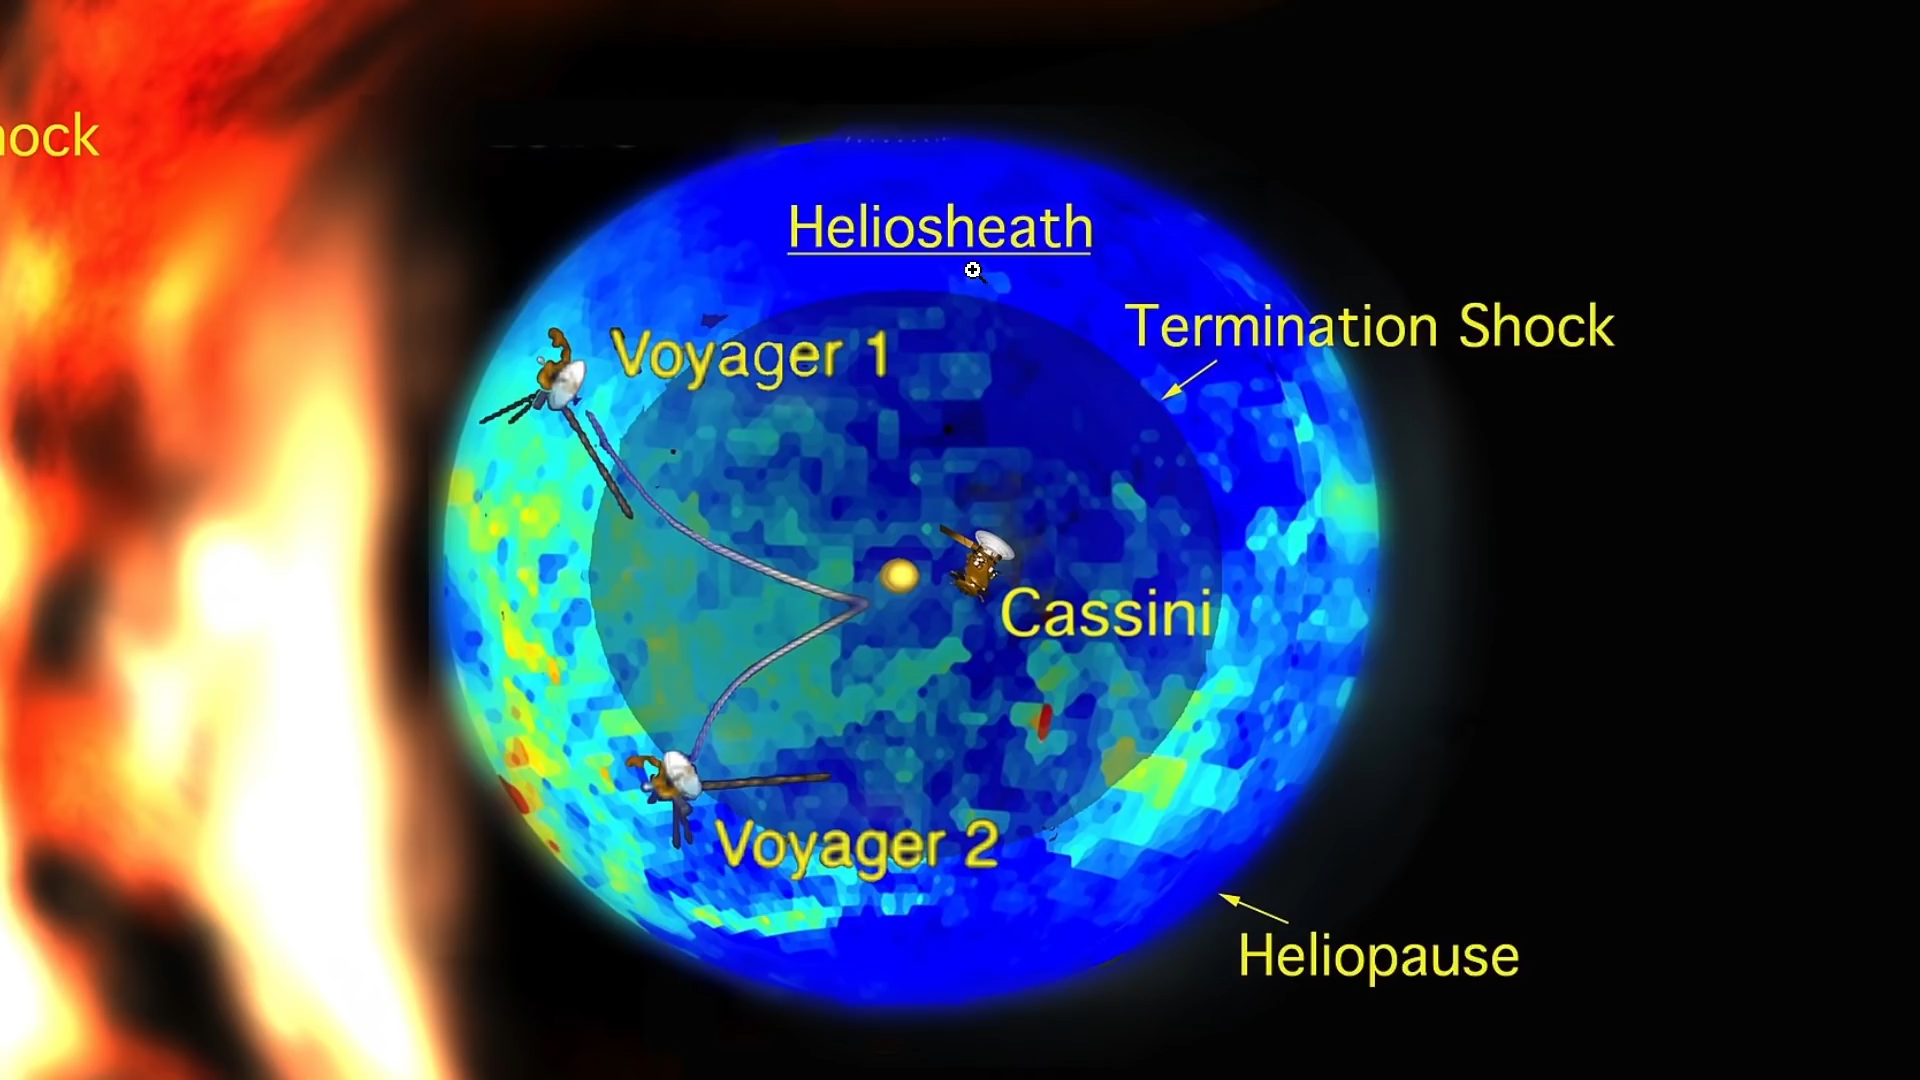 ock
Heliosheath
Termination Shock
Voyager 1
Cassini
Voyager 2
Heliopause